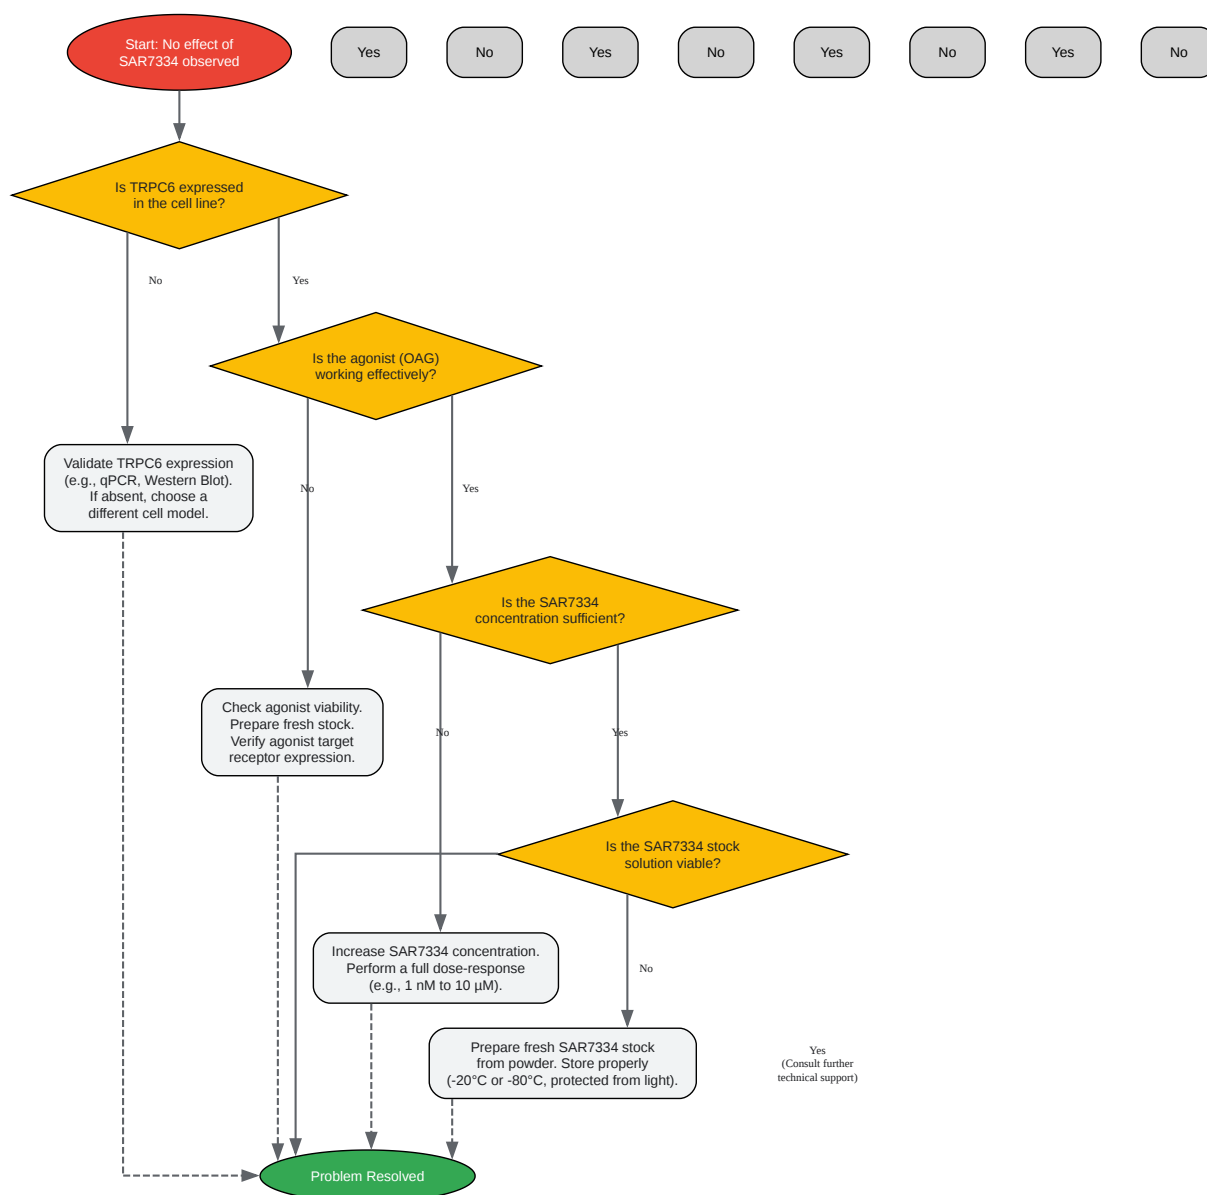 Start: No effect of
SAR7334 observed
Yes
No
Yes
No
Yes
No
Yes
No
Is TRPC6 expressed
in the cell line?
No
Yes
Is the agonist (OAG)
working effectively?
Validate TRPC6 expression
(e.g., qPCR, Western Blot).
If absent, choose a
different cell model.
No
Yes
Is the SAR7334
concentration sufficient?
Check agonist viability.
Prepare fresh stock.
Verify agonist target
receptor expression.
No
Yes
Is the SAR7334 stock
solution viable?
Increase SAR7334 concentration.
Perform a full dose-response
(e.g., 1 nM to 10 µM).
No
Prepare fresh SAR7334 stock
from powder. Store properly
(-20°C or -80°C, protected from light).
Yes
(Consult further
technical support)
Problem Resolved